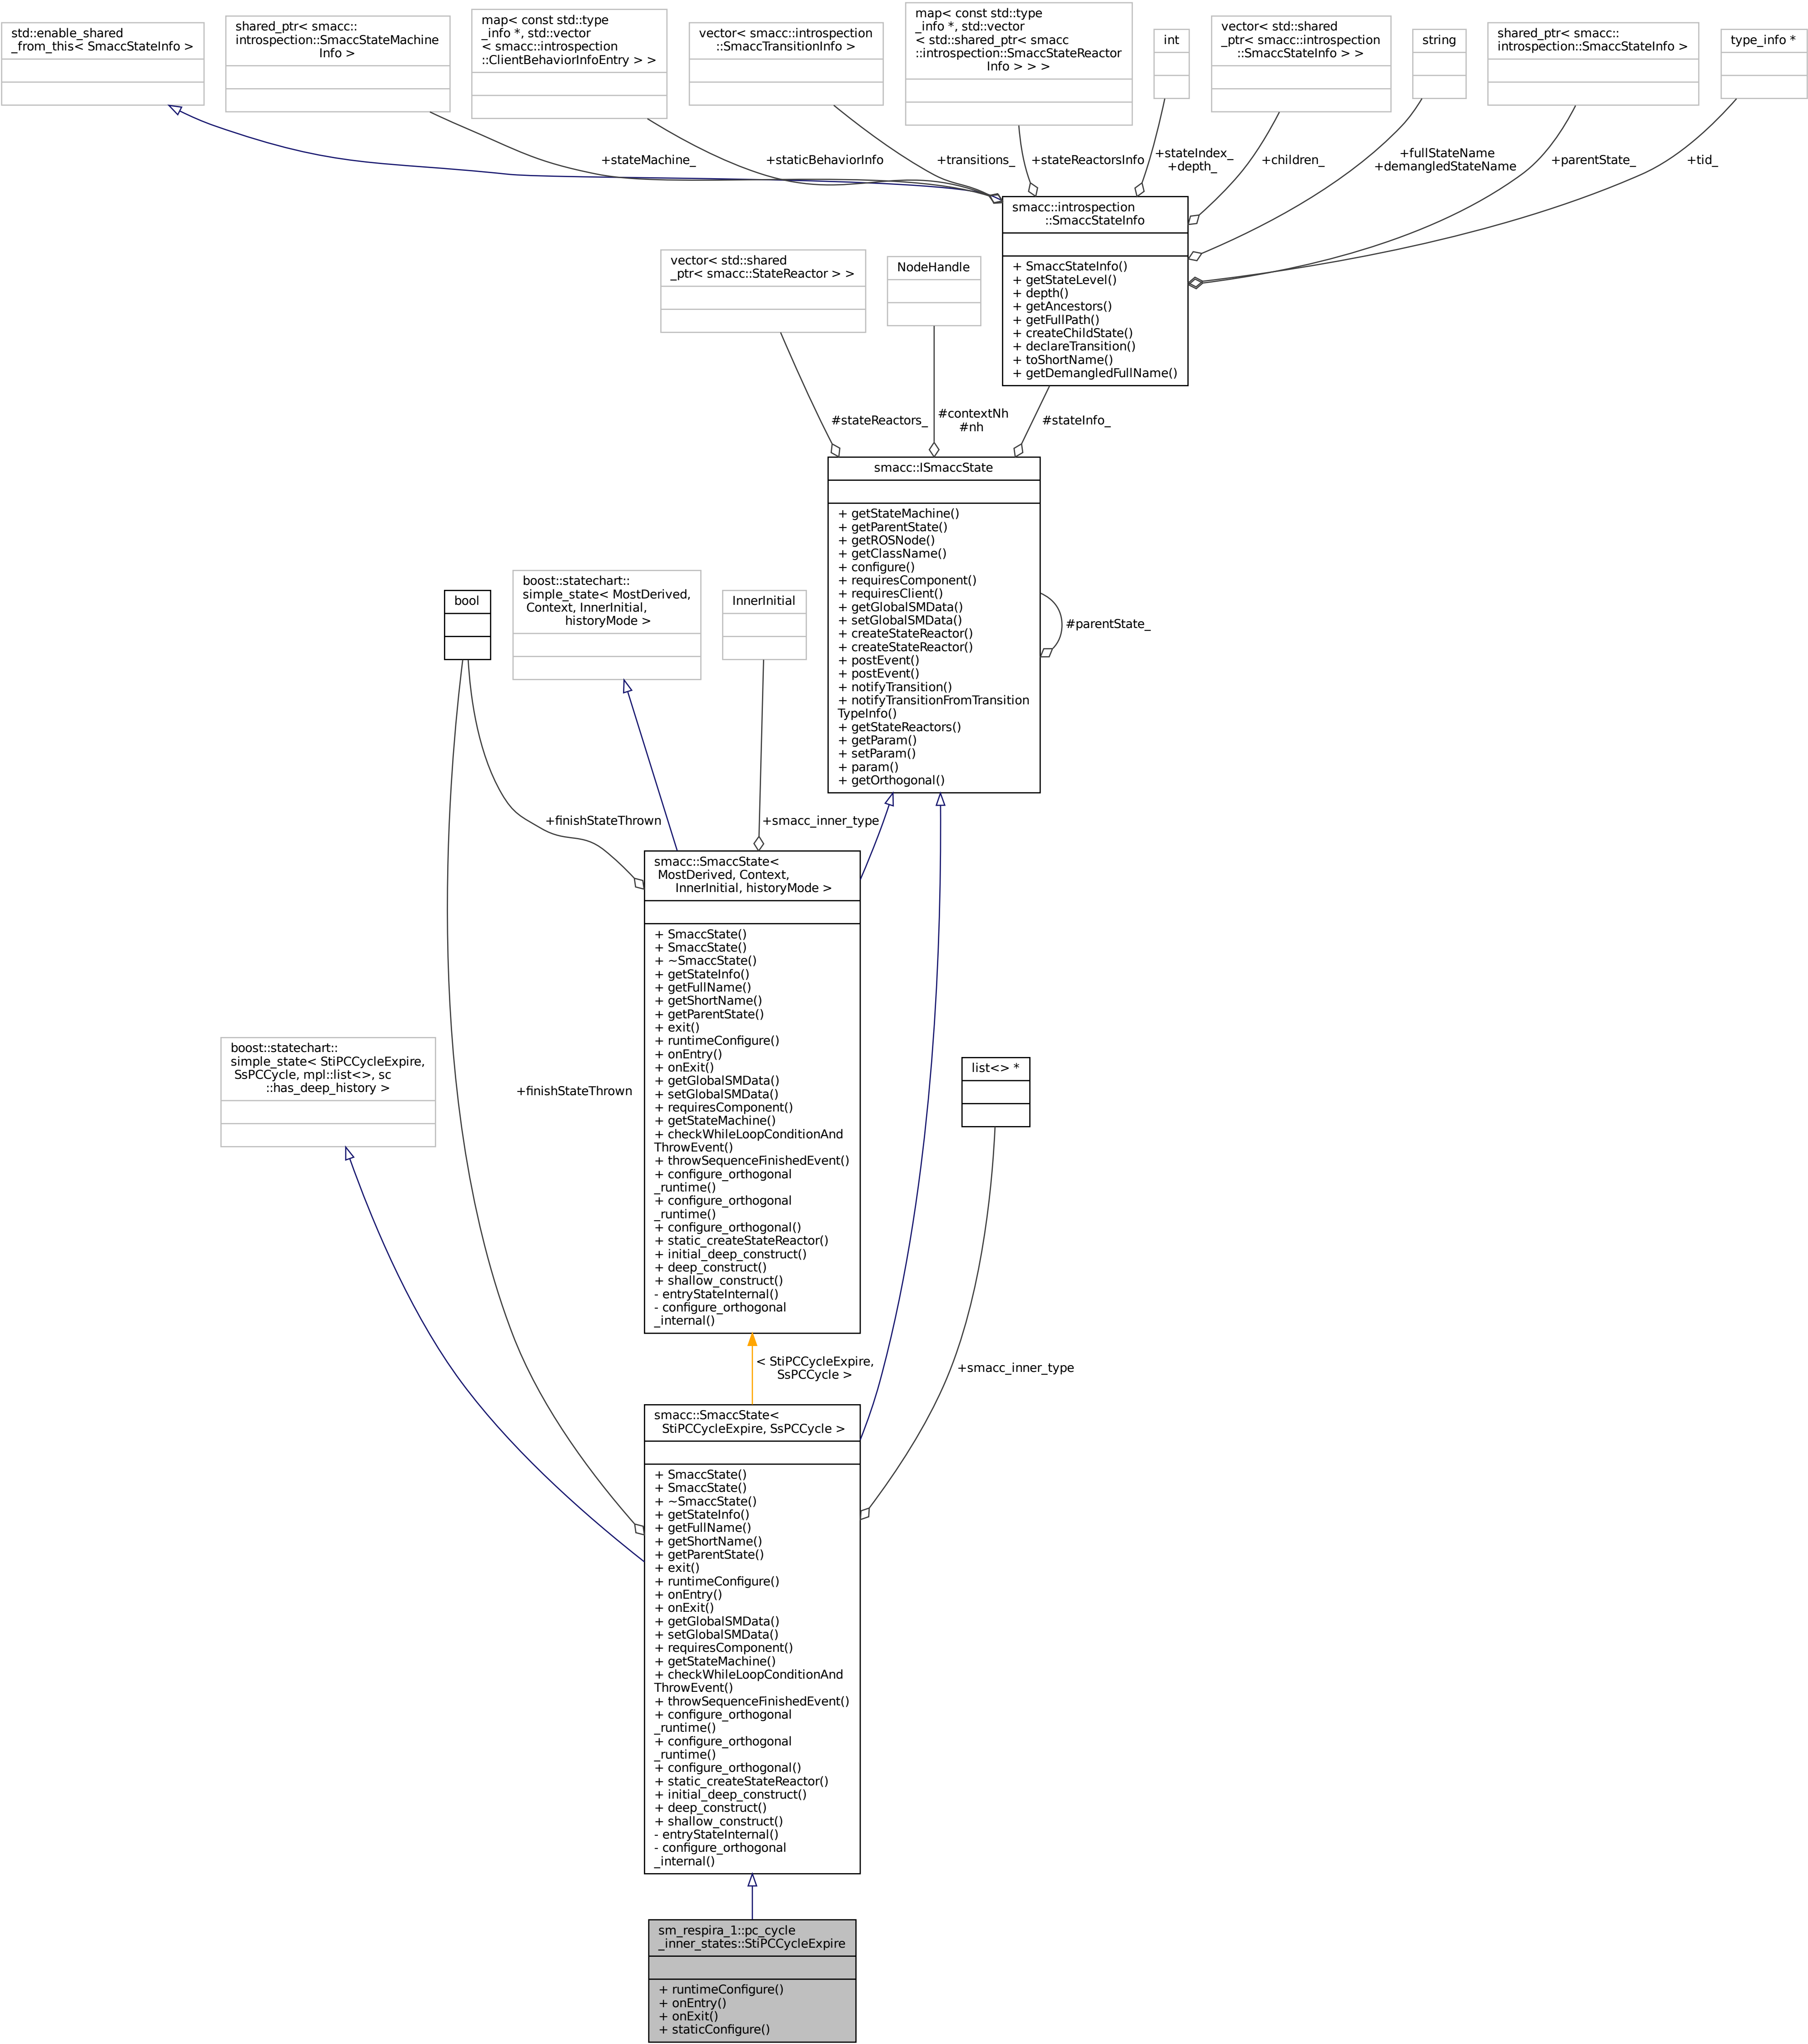 std::enable_shared
_from_this< SmaccStateInfo >
shared_ptr< smacc::
introspection::SmaccStateMachine
Info >
map< const std::type
_info *, std::vector
< smacc::introspection
::ClientBehaviorInfoEntry > >
vector< smacc::introspection
::SmaccTransitionInfo >
map< const std::type
_info *, std::vector
< std::shared_ptr< smacc
::introspection::SmaccStateReactor
Info > > >
int
vector< std::shared
_ptr< smacc::introspection
::SmaccStateInfo > >
string
shared_ptr< smacc::
introspection::SmaccStateInfo >
type_info *
+stateMachine_
+staticBehaviorInfo
+transitions_
+stateReactorsInfo
+stateIndex_
+depth_
+children_
+fullStateName
+demangledStateName
+parentState_
+tid_
smacc::introspection
::SmaccStateInfo
+ SmaccStateInfo()
+ getStateLevel()
+ depth()
+ getAncestors()
+ getFullPath()
+ createChildState()
+ declareTransition()
+ toShortName()
+ getDemangledFullName()
vector< std::shared
_ptr< smacc::StateReactor > >
NodeHandle
#stateReactors_
#contextNh
#nh
#stateInfo_
smacc::ISmaccState
+ getStateMachine()
+ getParentState()
+ getROSNode()
+ getClassName()
+ configure()
+ requiresComponent()
+ requiresClient()
+ getGlobalSMData()
+ setGlobalSMData()
+ createStateReactor()
+ createStateReactor()
+ postEvent()
+ postEvent()
+ notifyTransition()
+ notifyTransitionFromTransition
TypeInfo()
+ getStateReactors()
+ getParam()
+ setParam()
+ param()
+ getOrthogonal()
#parentState_
bool
boost::statechart::
simple_state< MostDerived,
Context, InnerInitial,
historyMode >
InnerInitial
+finishStateThrown
+smacc_inner_type
smacc::SmaccState<
MostDerived, Context,
InnerInitial, historyMode >
+ SmaccState()
+ SmaccState()
+ ~SmaccState()
+ getStateInfo()
+ getFullName()
+ getShortName()
+ getParentState()
+ exit()
+ runtimeConfigure()
+ onEntry()
+ onExit()
+ getGlobalSMData()
+ setGlobalSMData()
+ requiresComponent()
+ getStateMachine()
+ checkWhileLoopConditionAnd
ThrowEvent()
+ throwSequenceFinishedEvent()
+ configure_orthogonal
_runtime()
+ configure_orthogonal
_runtime()
+ configure_orthogonal()
+ static_createStateReactor()
+ initial_deep_construct()
+ deep_construct()
+ shallow_construct()
- entryStateInternal()
- configure_orthogonal
_internal()
boost::statechart::
simple_state< StiPCCycleExpire,
SsPCCycle, mpl::list<>, sc
::has_deep_history >
+finishStateThrown
list<> *
< StiPCCycleExpire,
SsPCCycle >
+smacc_inner_type
smacc::SmaccState<
StiPCCycleExpire, SsPCCycle >
+ SmaccState()
+ SmaccState()
+ ~SmaccState()
+ getStateInfo()
+ getFullName()
+ getShortName()
+ getParentState()
+ exit()
+ runtimeConfigure()
+ onEntry()
+ onExit()
+ getGlobalSMData()
+ setGlobalSMData()
+ requiresComponent()
+ getStateMachine()
+ checkWhileLoopConditionAnd
ThrowEvent()
+ throwSequenceFinishedEvent()
+ configure_orthogonal
_runtime()
+ configure_orthogonal
_runtime()
+ configure_orthogonal()
+ static_createStateReactor()
+ initial_deep_construct()
+ deep_construct()
+ shallow_construct()
- entryStateInternal()
- configure_orthogonal
_internal()
sm_respira_1::pc_cycle
_inner_states::StiPCCycleExpire
+ runtimeConfigure()
+ onEntry()
+ onExit()
+ staticConfigure()